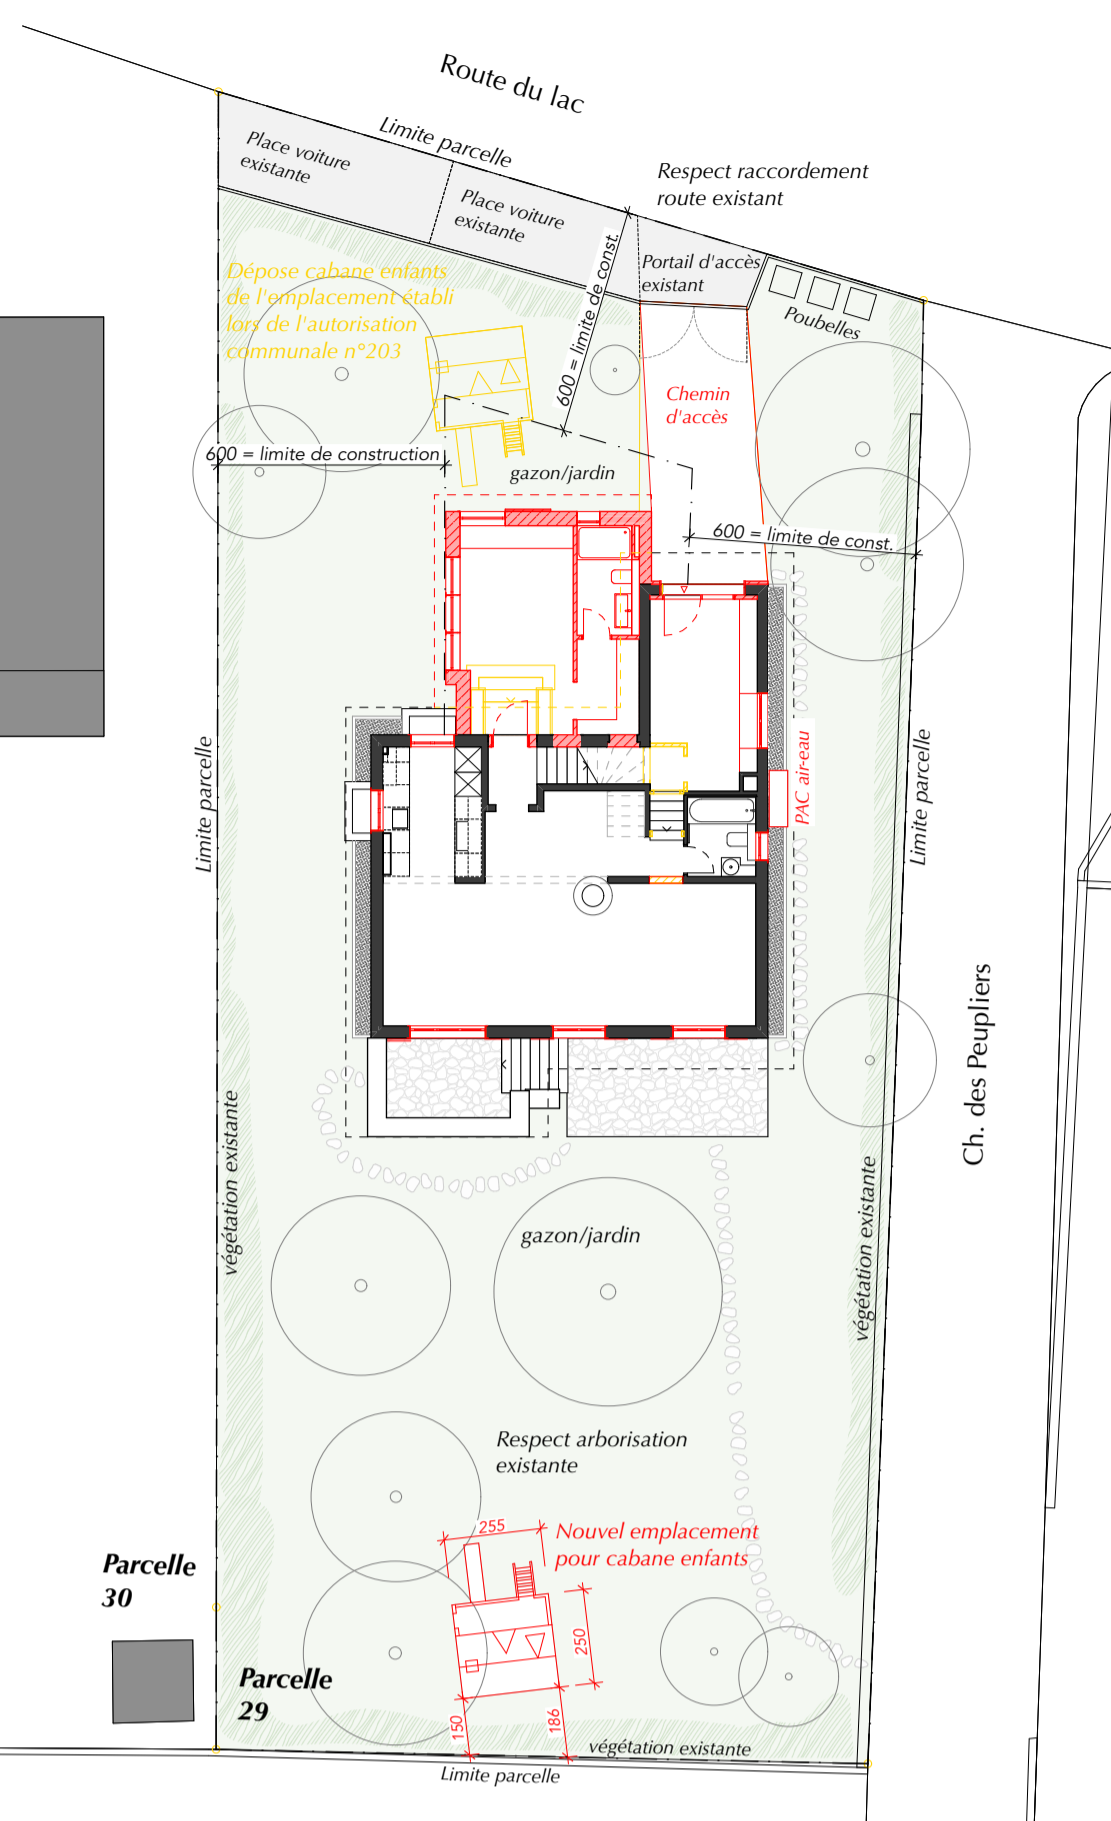 Route du lac
Limite parcelle
Place voiture
existante
Place voiture
existante
Respect raccordement
route existant
Portail d'accès
existant
Poubelles
600 = limite de const.
Dépose cabane enfants
de l'emplacement établi
lors de l'autorisation
communale n°203
Chemin
d'accès
600 = limite de construction
gazon/jardin
600 = limite de const.
Limite parcelle
PAC air-eau
Limite parcelle
Ch. des Peupliers
végétation existante
végétation existante
gazon/jardin
Respect arborisation
existante
255
Nouvel emplacement
pour cabane enfants
250
Parcelle
30
Parcelle
29
150
186
végétation existante
Limite parcelle